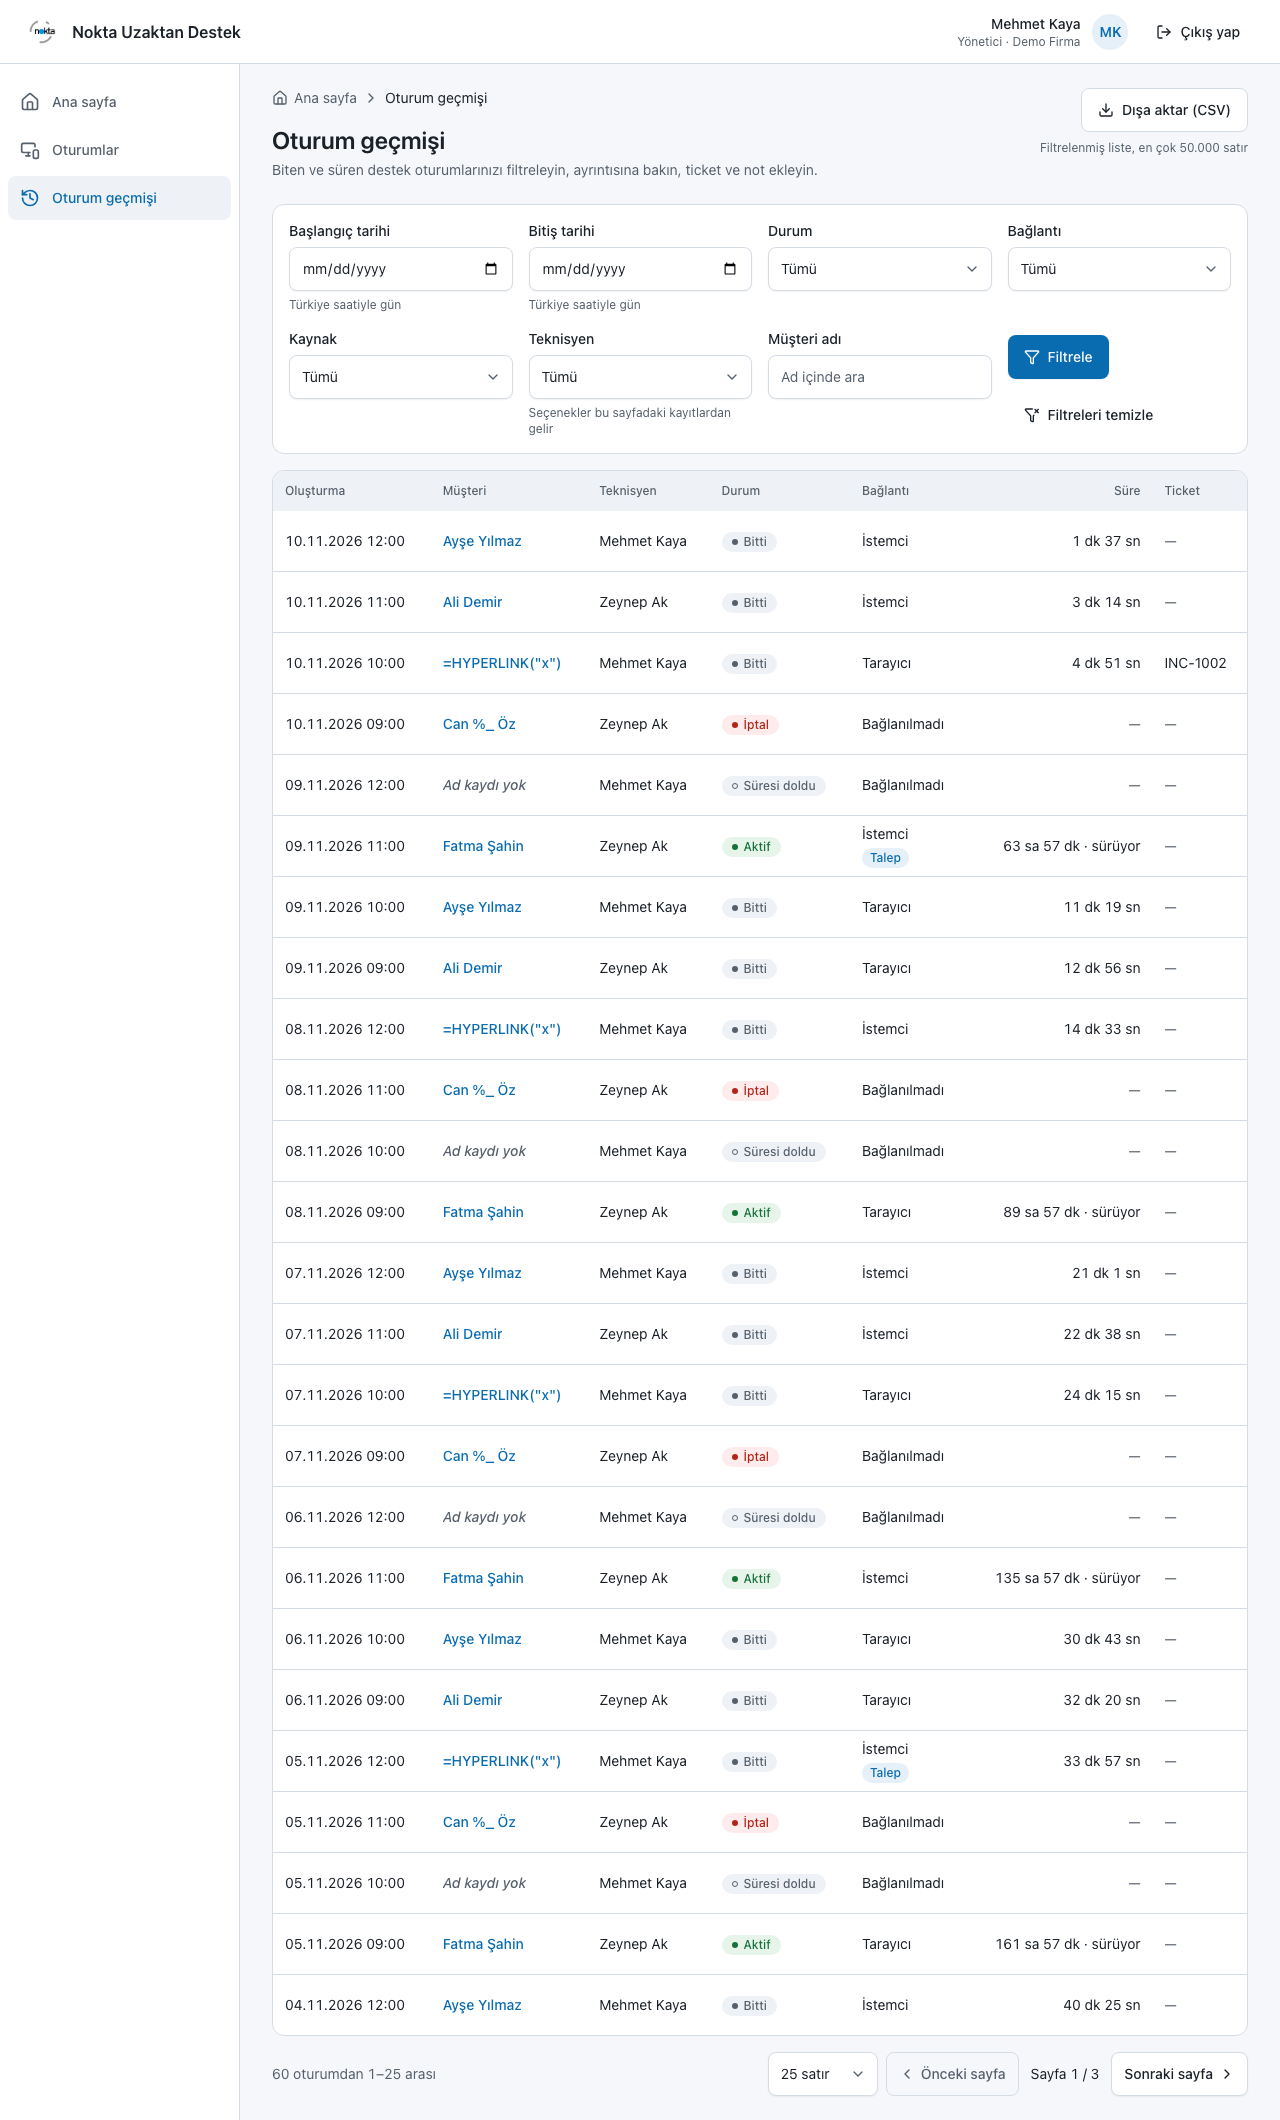 nokta
Nokta Uzaktan Destek
Mehmet Kaya
Yönetici · Demo Firma
MK
Çıkış yap
Ana sayfa
Oturumlar
Oturum geçmişi
Ana sayfa > Oturum geçmişi
Oturum geçmişi
Biten ve süren destek oturumlarınızı filtreleyin, ayrıntısına bakın, ticket ve not ekleyin.
Dışa aktar (CSV)
Filtrelenmiş liste, en çok 50.000 satır
Başlangıç tarihi Bitiş tarihi Durum Bağlantı
mm/dd/yyyy mm/dd/yyyy Tümü Tümü
Türkiye saatiyle gün Türkiye saatiyle gün
Kaynak Teknisyen Müşteri adı
Tümü Tümü Ad içinde ara Filtrele
Seçenekler bu sayfadaki kayıtlardan
gelir
Filtreleri temizle
Oluşturma Müşteri Teknisyen Durum Bağlantı Süre Ticket
10.11.2026 12:00 Ayşe Yılmaz Mehmet Kaya Bitti İstemci 1 dk 37 sn —
10.11.2026 11:00 Ali Demir Zeynep Ak Bitti İstemci 3 dk 14 sn —
10.11.2026 10:00 =HYPERLINK("x") Mehmet Kaya Bitti Tarayıcı 4 dk 51 sn INC-1002
10.11.2026 09:00 Can %_ Öz Zeynep Ak İptal Bağlanılmadı — —
09.11.2026 12:00 Ad kaydı yok Mehmet Kaya Süresi doldu Bağlanılmadı — —
09.11.2026 11:00 Fatma Şahin Zeynep Ak Aktif İstemci Talep 63 sa 57 dk · sürüyor —
09.11.2026 10:00 Ayşe Yılmaz Mehmet Kaya Bitti Tarayıcı 11 dk 19 sn —
09.11.2026 09:00 Ali Demir Zeynep Ak Bitti Tarayıcı 12 dk 56 sn —
08.11.2026 12:00 =HYPERLINK("x") Mehmet Kaya Bitti İstemci 14 dk 33 sn —
08.11.2026 11:00 Can %_ Öz Zeynep Ak İptal Bağlanılmadı — —
08.11.2026 10:00 Ad kaydı yok Mehmet Kaya Süresi doldu Bağlanılmadı — —
08.11.2026 09:00 Fatma Şahin Zeynep Ak Aktif Tarayıcı 89 sa 57 dk · sürüyor —
07.11.2026 12:00 Ayşe Yılmaz Mehmet Kaya Bitti İstemci 21 dk 1 sn —
07.11.2026 11:00 Ali Demir Zeynep Ak Bitti İstemci 22 dk 38 sn —
07.11.2026 10:00 =HYPERLINK("x") Mehmet Kaya Bitti Tarayıcı 24 dk 15 sn —
07.11.2026 09:00 Can %_ Öz Zeynep Ak İptal Bağlanılmadı — —
06.11.2026 12:00 Ad kaydı yok Mehmet Kaya Süresi doldu Bağlanılmadı — —
06.11.2026 11:00 Fatma Şahin Zeynep Ak Aktif İstemci 135 sa 57 dk · sürüyor —
06.11.2026 10:00 Ayşe Yılmaz Mehmet Kaya Bitti Tarayıcı 30 dk 43 sn —
06.11.2026 09:00 Ali Demir Zeynep Ak Bitti Tarayıcı 32 dk 20 sn —
05.11.2026 12:00 =HYPERLINK("x") Mehmet Kaya Bitti İstemci Talep 33 dk 57 sn —
05.11.2026 11:00 Can %_ Öz Zeynep Ak İptal Bağlanılmadı — —
05.11.2026 10:00 Ad kaydı yok Mehmet Kaya Süresi doldu Bağlanılmadı — —
05.11.2026 09:00 Fatma Şahin Zeynep Ak Aktif Tarayıcı 161 sa 57 dk · sürüyor —
04.11.2026 12:00 Ayşe Yılmaz Mehmet Kaya Bitti İstemci 40 dk 25 sn —
60 oturumdan 1–25 arası 25 satır Önceki sayfa Sayfa 1 / 3 Sonraki sayfa